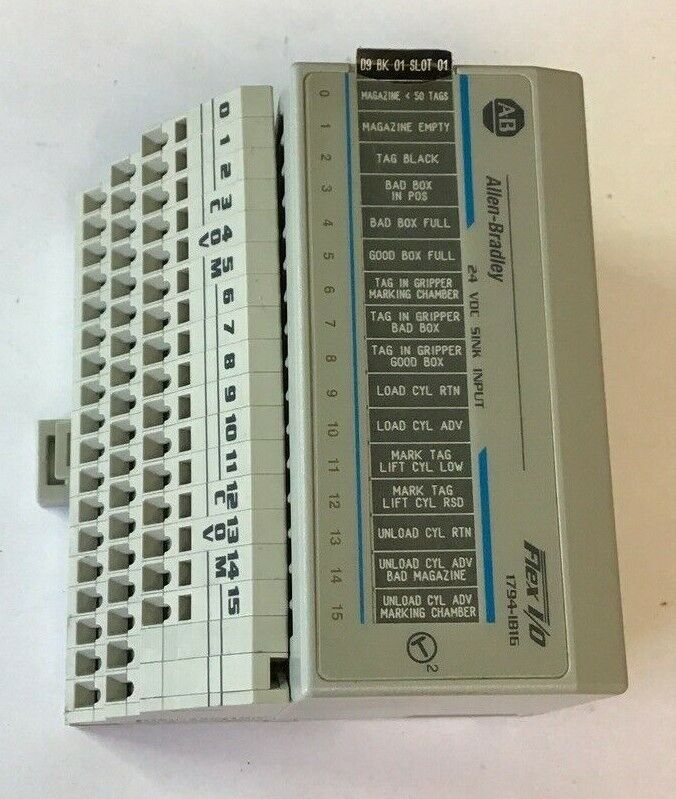 D9 BK 01 SLOT 01
0 MAGAZINE < 50 TAGS
1 MAGAZINE EMPTY
2 TAG BLACK
3 BAD BOX
IN POS
4 BAD BOX FULL
5 GOOD BOX FULL
6 TAG IN GRIPPER
MARKING CHAMBER
7 TAG IN GRIPPER
BAD BOX
8 TAG IN GRIPPER
GOOD BOX
9 LOAD CYL RTN
10 LOAD CYL ADV
11 MARK TAG
LIFT CYL LOW
12 MARK TAG
LIFT CYL RSD
13 UNLOAD CYL RTN
14 UNLOAD CYL ADV
BAD MAGAZINE
15 UNLOAD CYL ADV
MARKING CHAMBER
2
AB
Allen-Bradley
24 VDC SINK INPUT
Flex I/O
1794-IB16
0
1
2
3
4
5
6
7
8
9
10
11
12
13
14
15
C
O
V
M
C
O
V
M